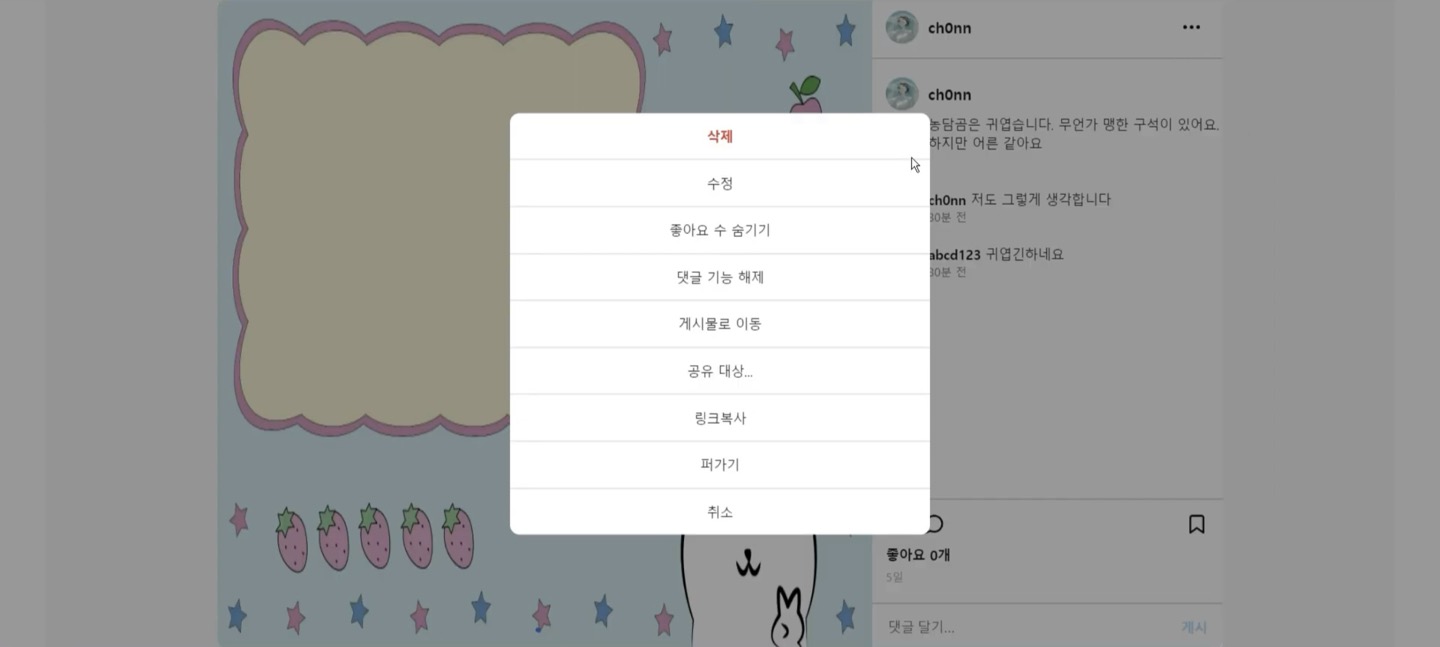 ch0nn
•••
ch0nn
농담곰은 귀엽습니다. 무언가 맹한 구석이 있어요.
하지만 어른 같아요
ch0nn 저도 그렇게 생각합니다
30분 전
abcd123 귀엽긴하네요
30분 전
삭제
수정
좋아요 수 숨기기
댓글 기능 해제
게시물로 이동
공유 대상...
링크복사
퍼가기
취소
좋아요 0개
5일
댓글 달기...
게시